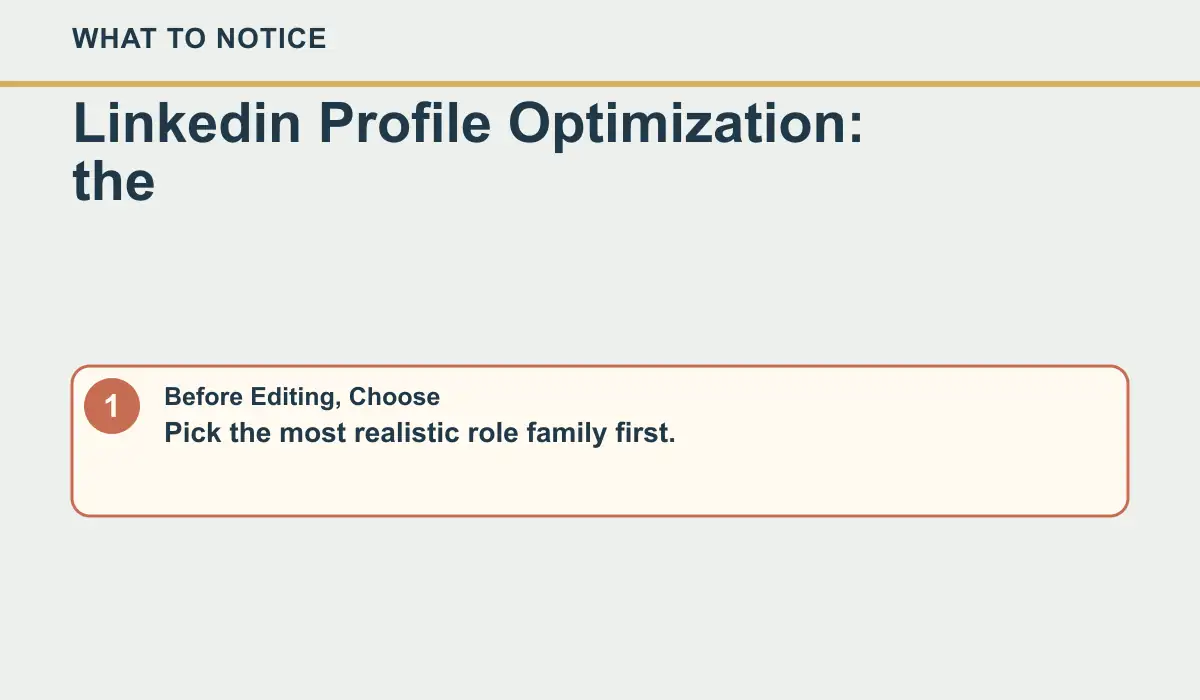 WHAT TO NOTICE
Linkedin Profile Optimization:
the
1
Before Editing, Choose
Pick the most realistic role family first.